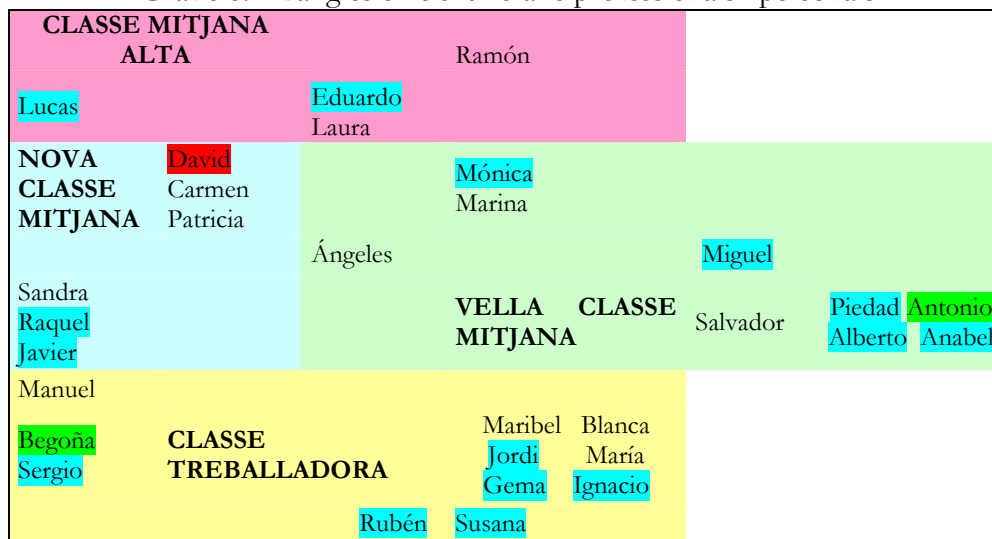 CLASSE MITJANA
ALTA
Ramón
Lucas
Eduardo
Laura
NOVA
CLASSE
MITJANA
David
Carmen
Patricia
Mónica
Marina
Ángeles
Miguel
Sandra
Raquel
Javier
VELLA CLASSE
MITJANA
Salvador
Piedad Antonio
Alberto Anabel
Manuel
Begoña
Sergio
CLASSE
TREBALLADORA
Maribel Blanca
Jordi María
Gema Ignacio
Rubén Susana